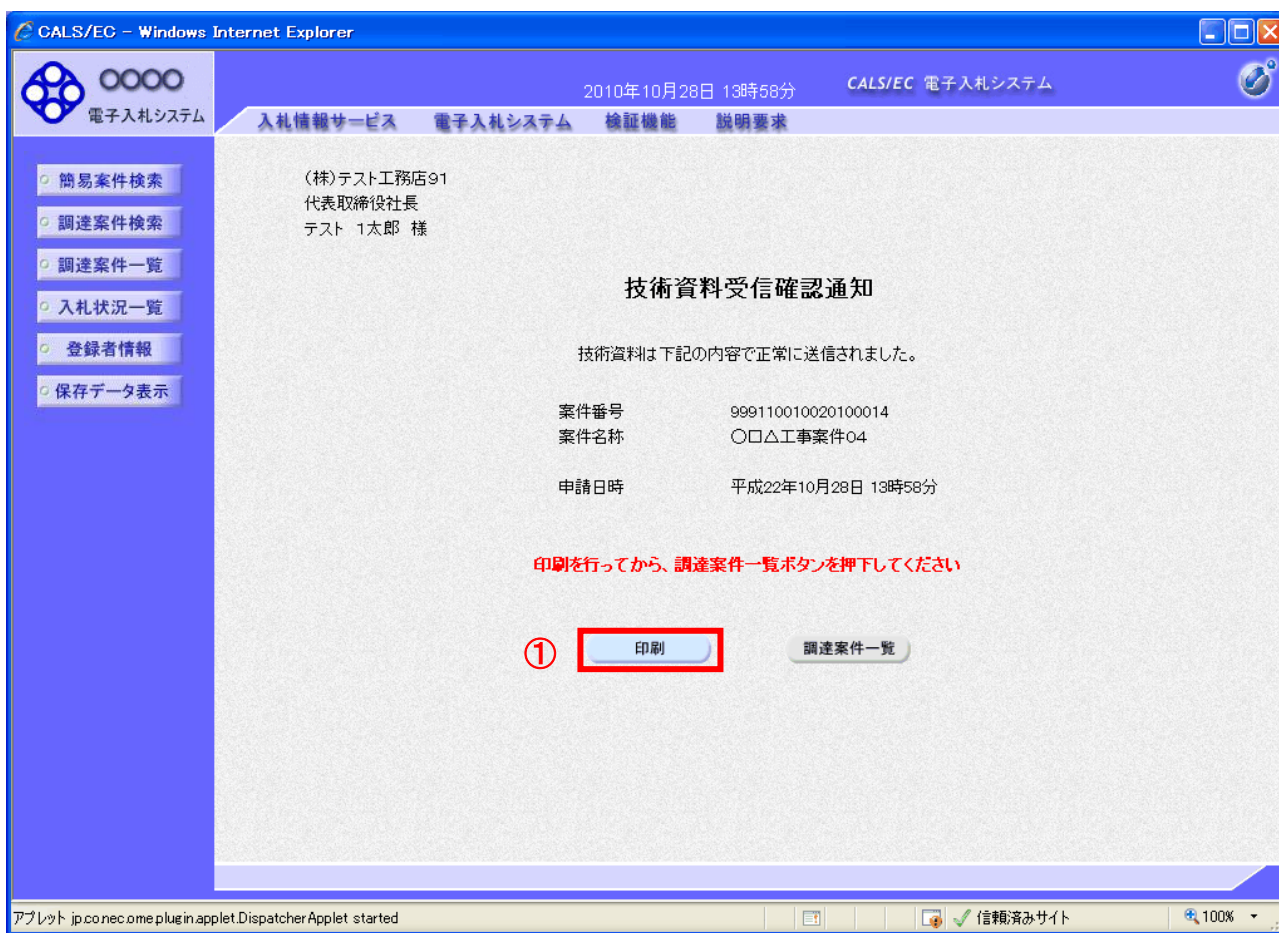 CALS/EC - Windows Internet Explorer
○○○○
電子入札システム
2010年10月28日 13時58分
CALS/EC 電子入札システム
入札情報サービス 電子入札システム 検証機能 説明要求
簡易案件検索
調達案件検索
調達案件一覧
入札状況一覧
登録者情報
保存データ表示
(株)テスト工務店91
代表取締役社長
テスト 1太郎 様
技術資料受信確認通知
技術資料は下記の内容で正常に送信されました。
案件番号 999110010020100014
案件名称 〇口△工事案件04
申請日時 平成22年10月28日 13時58分
印刷を行ってから、調達案件一覧ボタンを押下してください
① 印刷 調達案件一覧
アプレット jp.co.nec.ome.plugin.applet.DispatcherApplet started
信頼済みサイト
100%